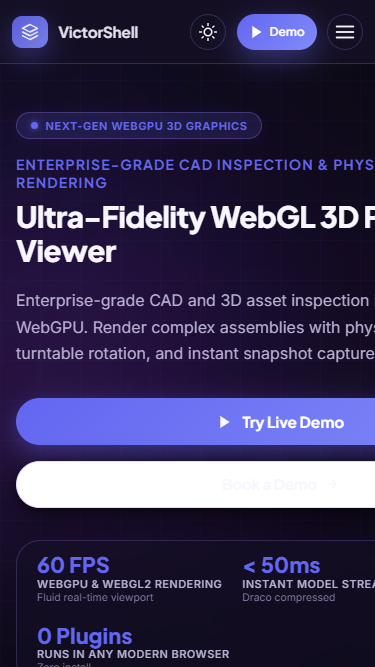 VictorShell
Demo
NEXT-GEN WEBGPU 3D GRAPHICS
ENTERPRISE-GRADE CAD INSPECTION & PHYS
RENDERING
Ultra-Fidelity WebGL 3D F
Viewer
Enterprise-grade CAD and 3D asset inspection
WebGPU. Render complex assemblies with phys
turntable rotation, and instant snapshot capture
Try Live Demo
Book a Demo →
60 FPS
WEBGPU & WEBGL2 RENDERING
Fluid real-time viewport
< 50ms
INSTANT MODEL STREA
Draco compressed
0 Plugins
RUNS IN ANY MODERN BROWSER
Zero install